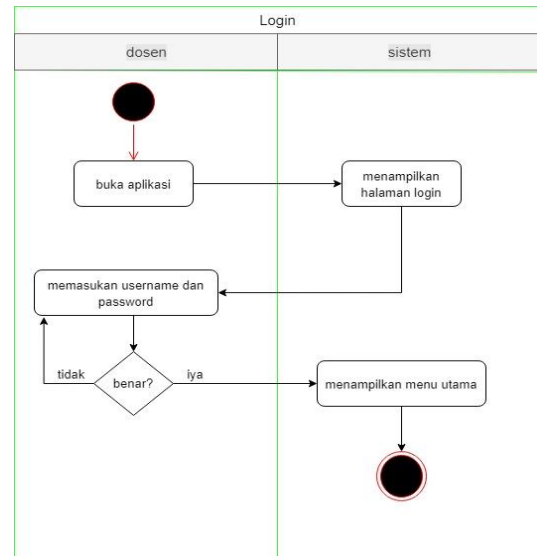 Login
dosen
sistem
buka aplikasi
menampilkan
halaman login
memasukan username dan
password
tidak
benar?
iya
menampilkan menu utama